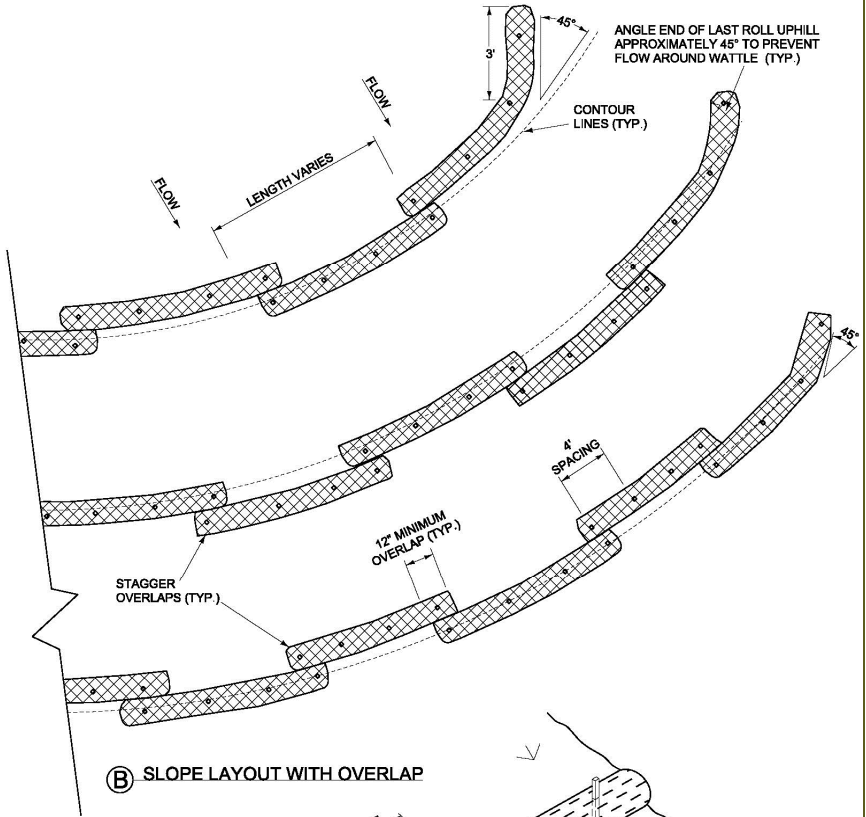 45°
3'
ANGLE END OF LAST ROLL UPHILL
APPROXIMATELY 45° TO PREVENT
FLOW AROUND WATTLE (TYP.)
FLOW
CONTOUR
LINES (TYP.)
LENGTH VARIES
FLOW
45°
4'
SPACING
12" MINIMUM
OVERLAP (TYP.)
STAGGER
OVERLAPS (TYP.)
B SLOPE LAYOUT WITH OVERLAP